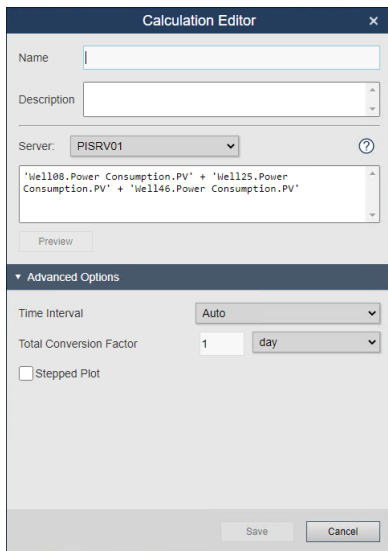 Calculation Editor ×
Name
Description
Server: PISRV01 ?
'Well08.Power Consumption.PV' + 'Well25.Power
Consumption.PV' + 'Well46.Power Consumption.PV'
Preview
Advanced Options
Time Interval Auto
Total Conversion Factor 1 day
Stepped Plot
Save Cancel